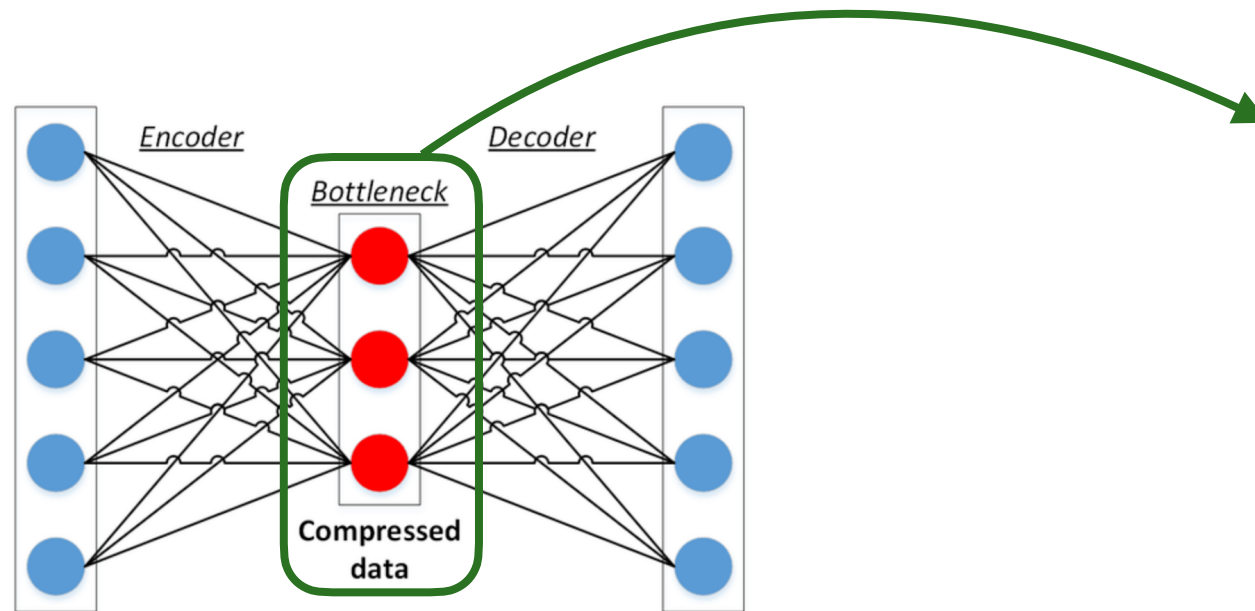 Encoder
Decoder
Bottleneck
Compressed
data